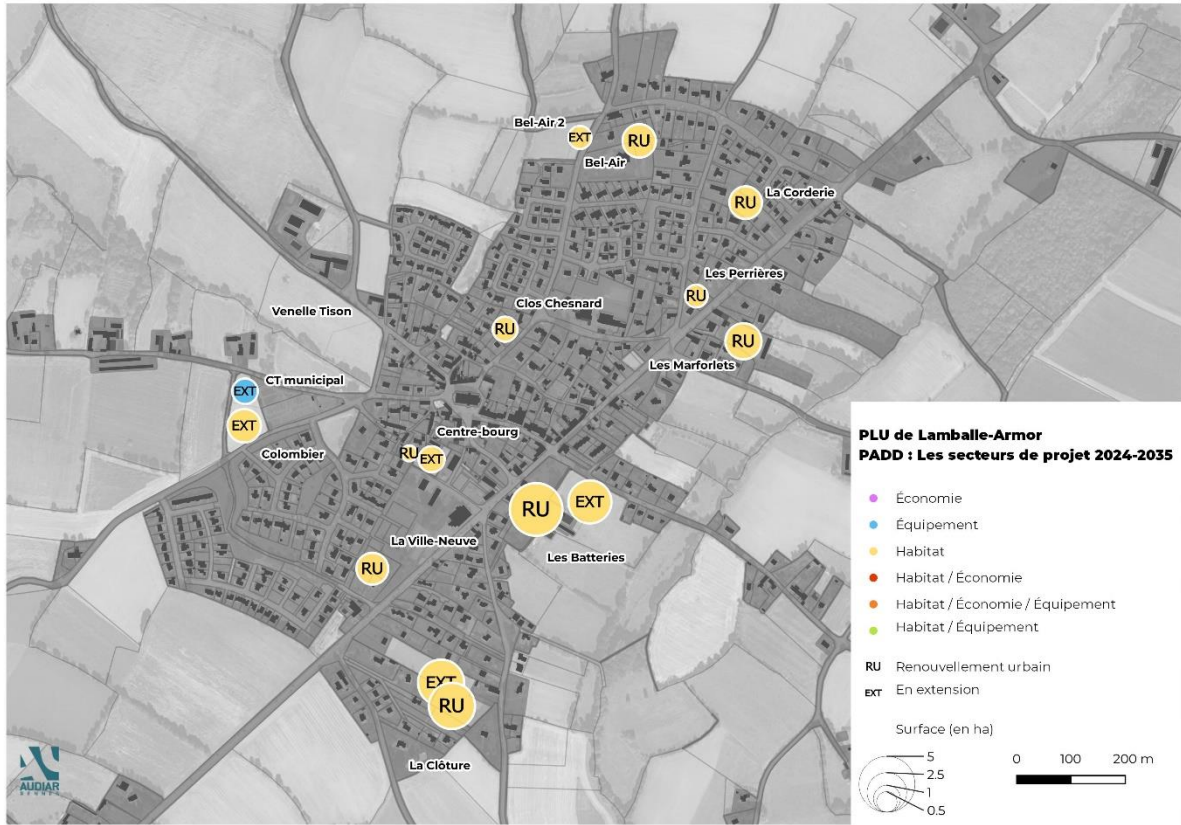 Bel-Air 2
EXT
RU
Bel-Air
RU
La Corderie
Les Perrières
RU
Clos Chesnard
RU
Venelle Tison
RU
Les Marforlets
CT municipal
EXT
EXT
Colombier
Centre-bourg
RU
EXT
RU
EXT
La Ville-Neuve
Les Batteries
RU
EXT
RU
La Clôture
AUDIAR
RENNES
PLU de Lamballe-Armor
PADD : Les secteurs de projet 2024-2035
Économie
Équipement
Habitat
Habitat / Économie
Habitat / Économie / Équipement
Habitat / Équipement
RU Renouvellement urbain
EXT En extension
Surface (en ha)
5
2.5
1
0.5
0 100 200 m